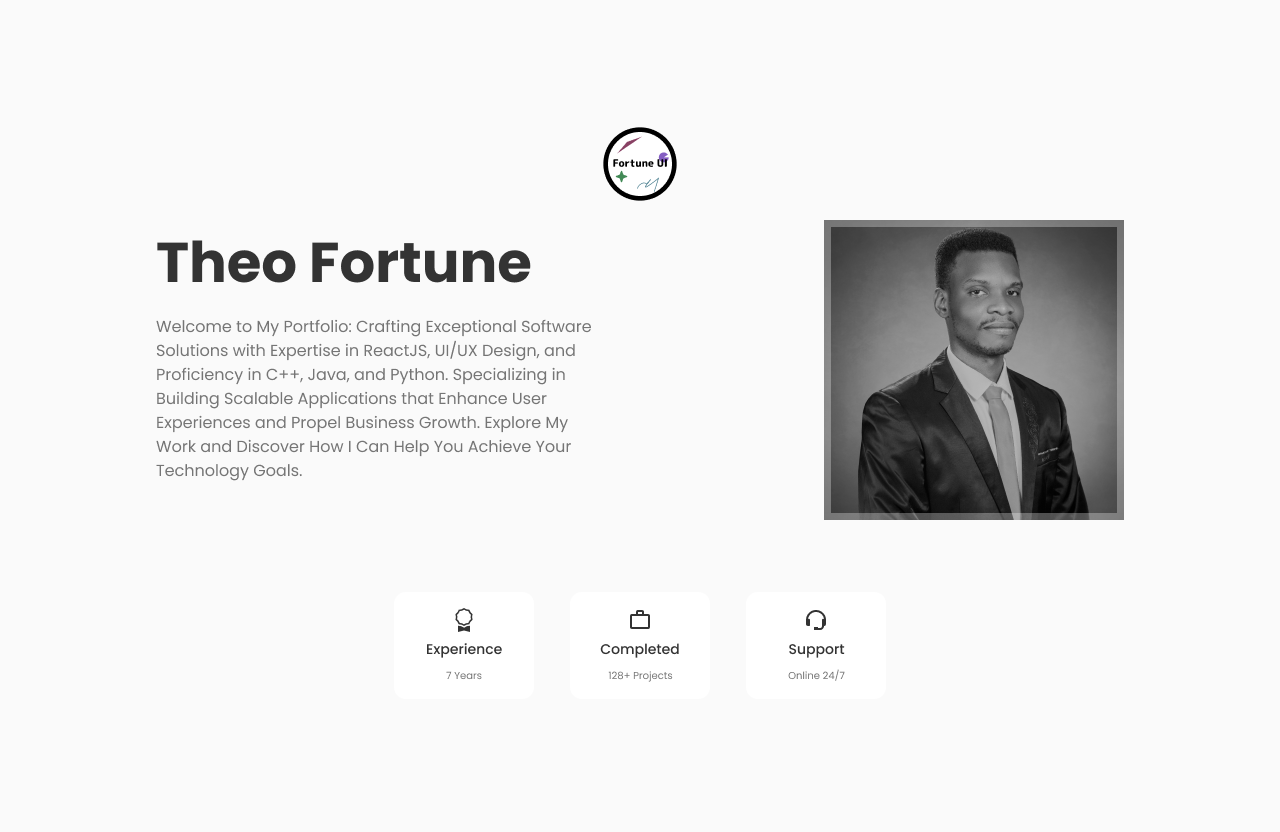 Fortune UI
Theo Fortune
Welcome to My Portfolio: Crafting Exceptional Software
Solutions with Expertise in ReactJS, UI/UX Design, and
Proficiency in C++, Java, and Python. Specializing in
Building Scalable Applications that Enhance User
Experiences and Propel Business Growth. Explore My
Work and Discover How I Can Help You Achieve Your
Technology Goals.
Experience
7 Years
Completed
128+ Projects
Support
Online 24/7